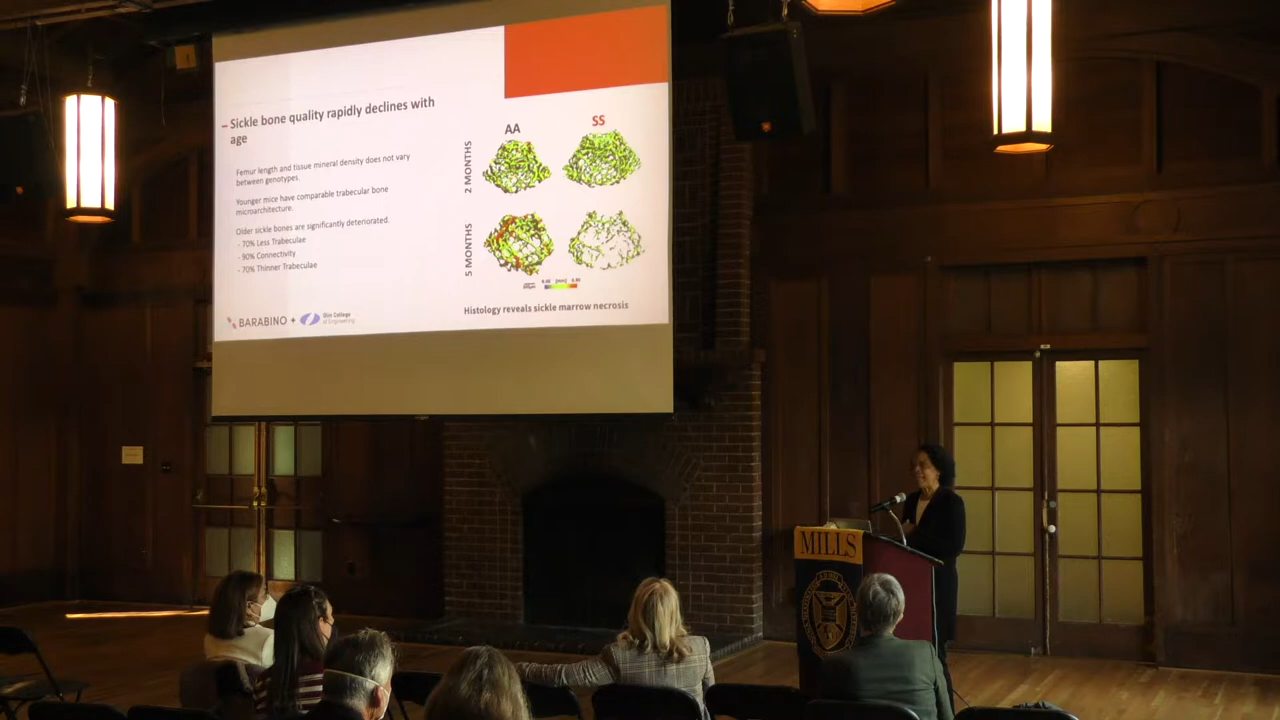 – Sickle bone quality rapidly declines with
age
Femur length and tissue mineral density does not vary
between genotypes.
Younger mice have comparable trabecular bone
microarchitecture.
Older sickle bones are significantly deteriorated.
- 70% Less Trabeculae
- 90% Connectivity
- 70% Thinner Trabeculae
AA
SS
2 MONTHS
5 MONTHS
[mm]
Histology reveals sickle marrow necrosis
BARABINO + Olin College
of Engineering
MILLS